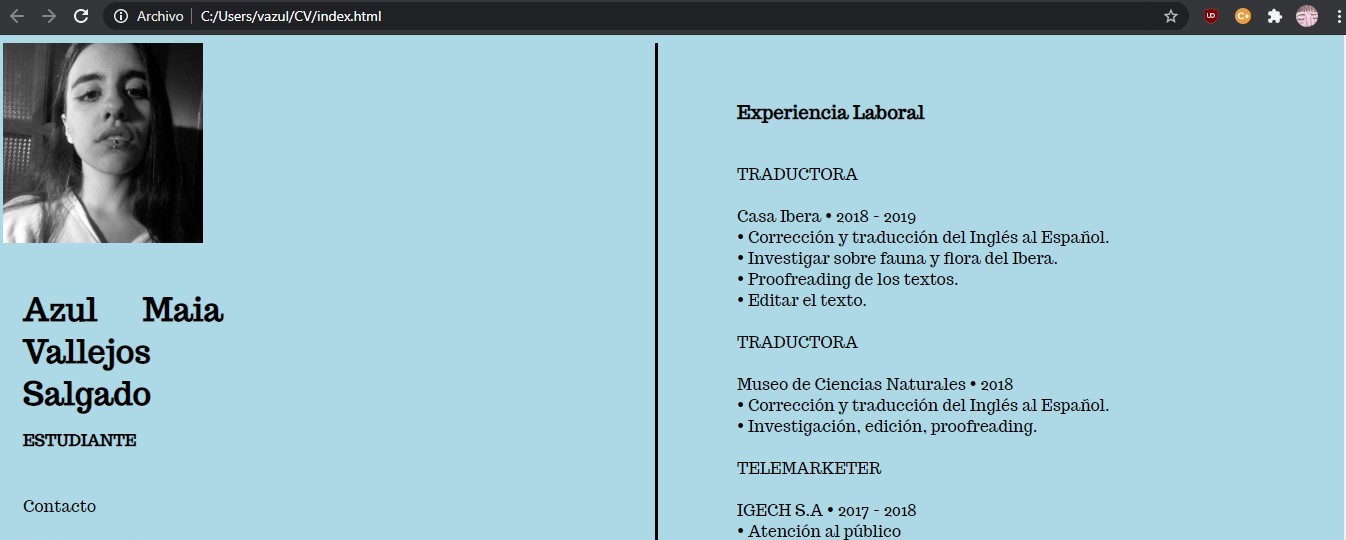 Archivo C:/Users/vazul/CV/index.html
Azul Maia
Vallejos
Salgado
ESTUDIANTE
Contacto
Experiencia Laboral
TRADUCTORA
Casa Ibera • 2018 - 2019
• Corrección y traducción del Inglés al Español.
• Investigar sobre fauna y flora del Ibera.
• Proofreading de los textos.
• Editar el texto.
TRADUCTORA
Museo de Ciencias Naturales • 2018
• Corrección y traducción del Inglés al Español.
• Investigación, edición, proofreading.
TELEMARKETER
IGECH S.A • 2017 - 2018
• Atención al público